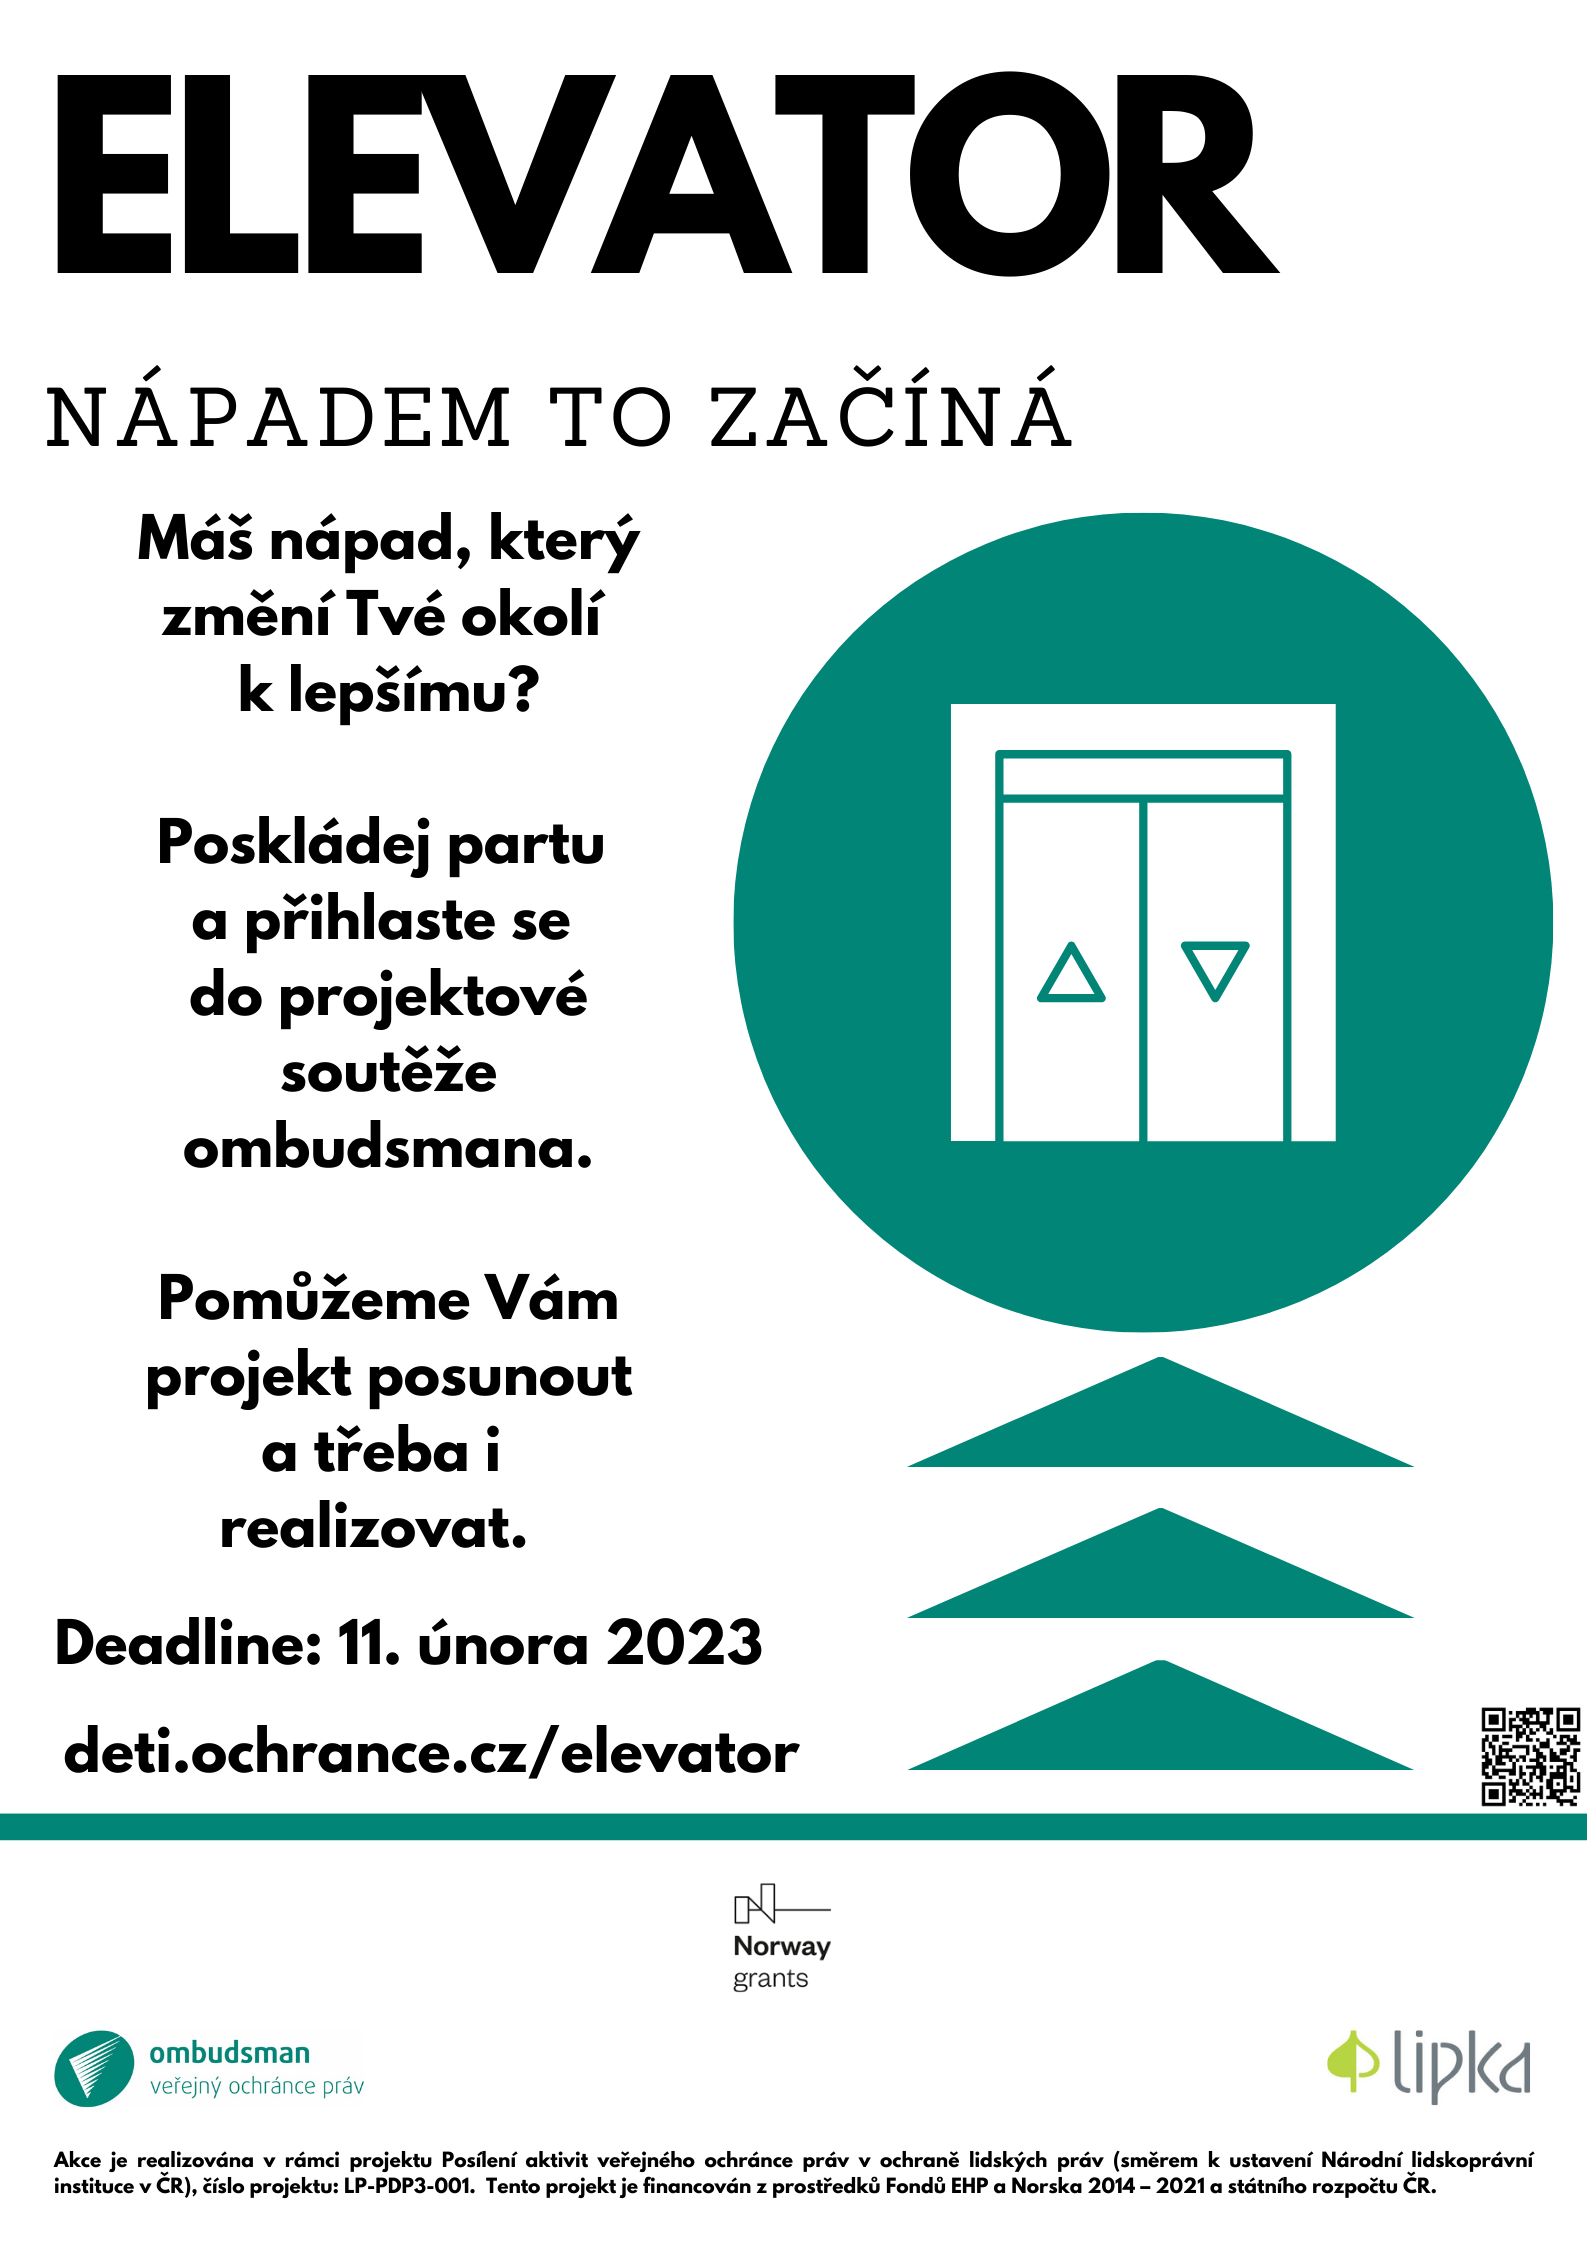 ELEVATOR
NÁPADEM TO ZAČÍNÁ
Máš nápad, který
změní Tvé okolí
k lepšímu?
Poskládej partu
a přihlaste se
do projektové
soutěže
ombudsmana.
Pomůžeme Vám
projekt posunout
a třeba i
realizovat.
Deadline: 11. února 2023
deti.ochrance.cz/elevator
Norway
grants
ombudsman
veřejný ochránce práv
lipka
Akce je realizována v rámci projektu Posílení aktivit veřejného ochránce práv v ochraně lidských práv (směrem k ustavení Národní lidskoprávní
instituce v ČR), číslo projektu: LP-PDP3-001. Tento projekt je financován z prostředků Fondů EHP a Norska 2014 – 2021 a státního rozpočtu ČR.